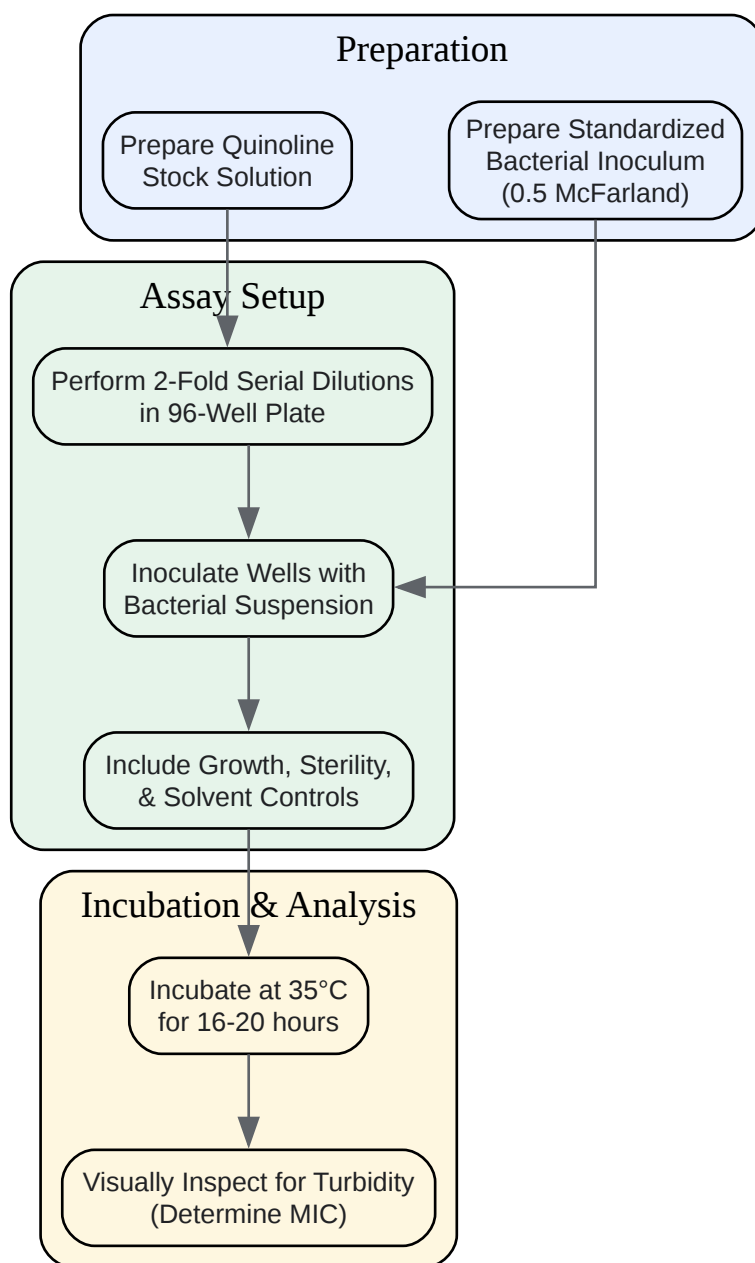 Preparation
Prepare Quinoline
Stock Solution
Prepare Standardized
Bacterial Inoculum
(0.5 McFarland)
Assay Setup
Perform 2-Fold Serial Dilutions
in 96-Well Plate
Inoculate Wells with
Bacterial Suspension
Include Growth, Sterility,
& Solvent Controls
Incubation & Analysis
Incubate at 35°C
for 16-20 hours
Visually Inspect for Turbidity
(Determine MIC)